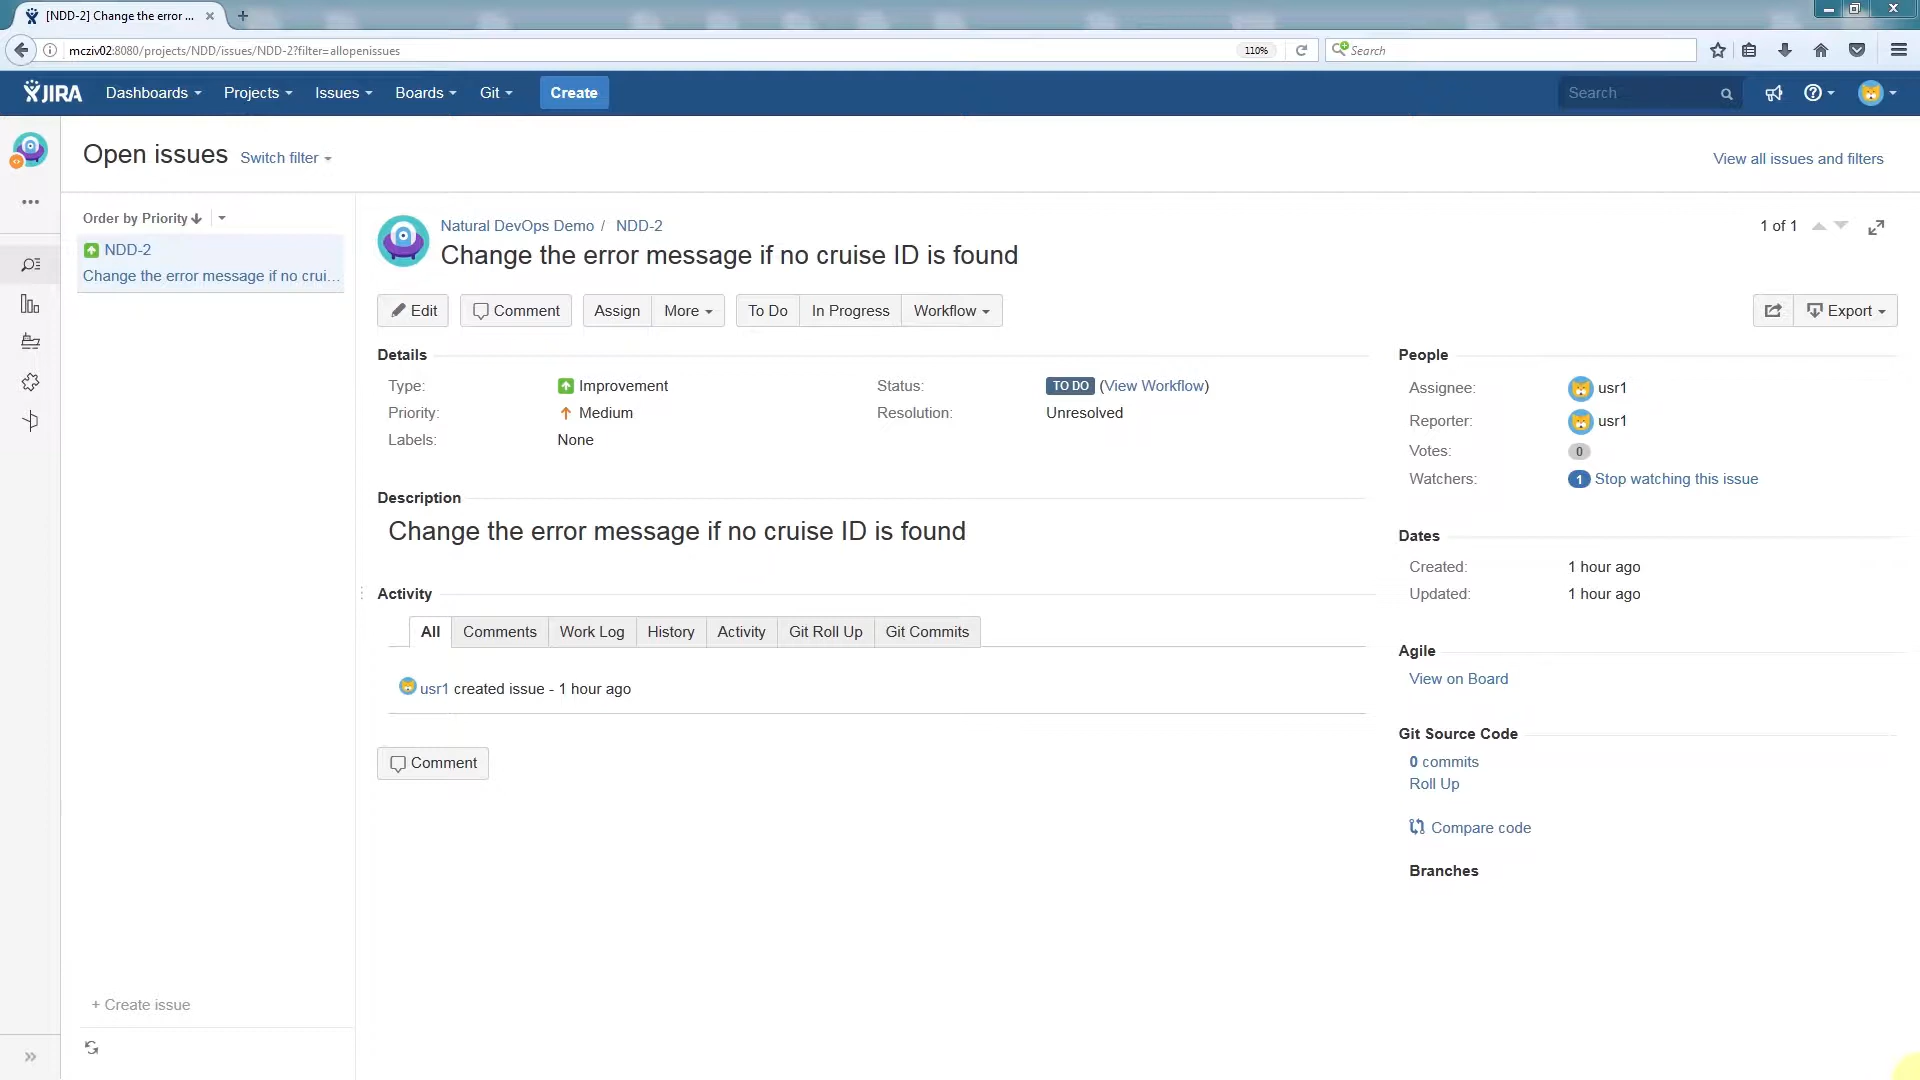 [NDD-2] Change the error ...
mcziv02:8080/projects/NDD/issues/NDD-2?filter=allopenissues
110%
Search
JIRA
Dashboards
Projects
Issues
Boards
Git
Create
Search
Open issues
Switch filter
View all issues and filters
Order by Priority
NDD-2
Change the error message if no crui...
Natural DevOps Demo / NDD-2
1 of 1
Change the error message if no cruise ID is found
Edit
Comment
Assign
More
To Do
In Progress
Workflow
Export
Details
Type: Improvement
Status: TO DO (View Workflow)
Priority: Medium
Resolution: Unresolved
Labels: None
Description
Change the error message if no cruise ID is found
Activity
All
Comments
Work Log
History
Activity
Git Roll Up
Git Commits
usr1 created issue - 1 hour ago
Comment
People
Assignee: usr1
Reporter: usr1
Votes: 0
Watchers: 1 Stop watching this issue
Dates
Created: 1 hour ago
Updated: 1 hour ago
Agile
View on Board
Git Source Code
0 commits
Roll Up
Compare code
Branches
+ Create issue